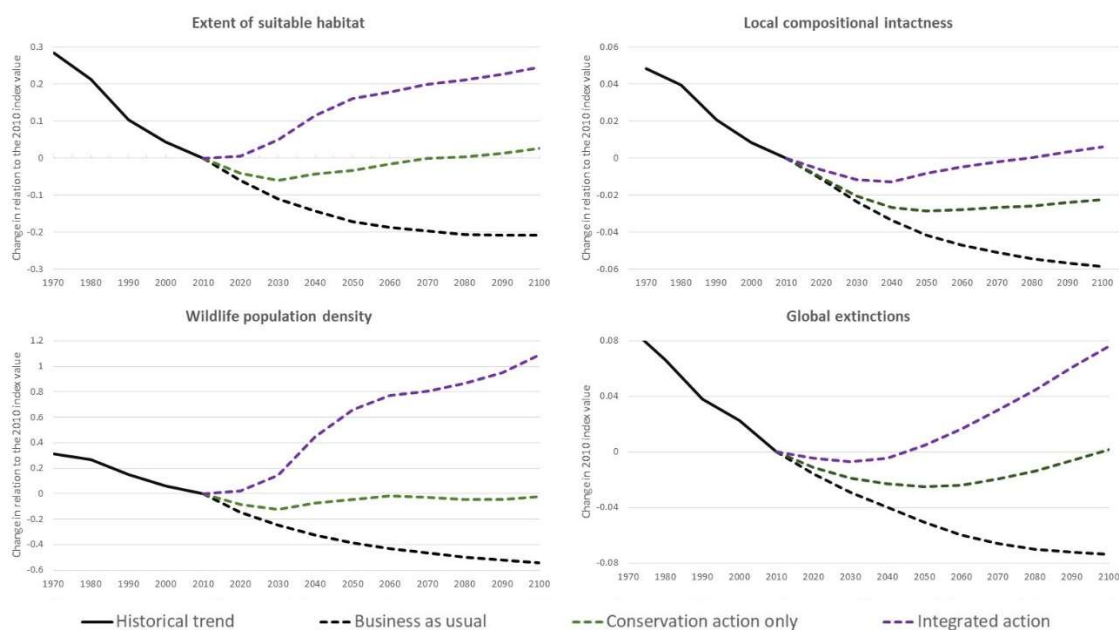 Extent of suitable habitat
Change in relation to the 2010 index value
0.3
0.2
0.1
0
-0.1
-0.2
-0.3
1970 1980 1990 2000 2010 2020 2030 2040 2050 2060 2070 2080 2090 2100
Local compositional intactness
Change in relation to the 2010 index value
0.06
0.04
0.02
0
-0.02
-0.04
-0.06
1970 1980 1990 2000 2010 2020 2030 2040 2050 2060 2070 2080 2090 2100
Wildlife population density
Change in relation to the 2010 index value
1.2
1
0.8
0.6
0.4
0.2
0
-0.2
-0.4
-0.6
1970 1980 1990 2000 2010 2020 2030 2040 2050 2060 2070 2080 2090 2100
Global extinctions
Change in 2010 index value
0.08
0.04
0
-0.04
-0.08
1970 1980 1990 2000 2010 2020 2030 2040 2050 2060 2070 2080 2090 2100
Historical trend Business as usual Conservation action only Integrated action